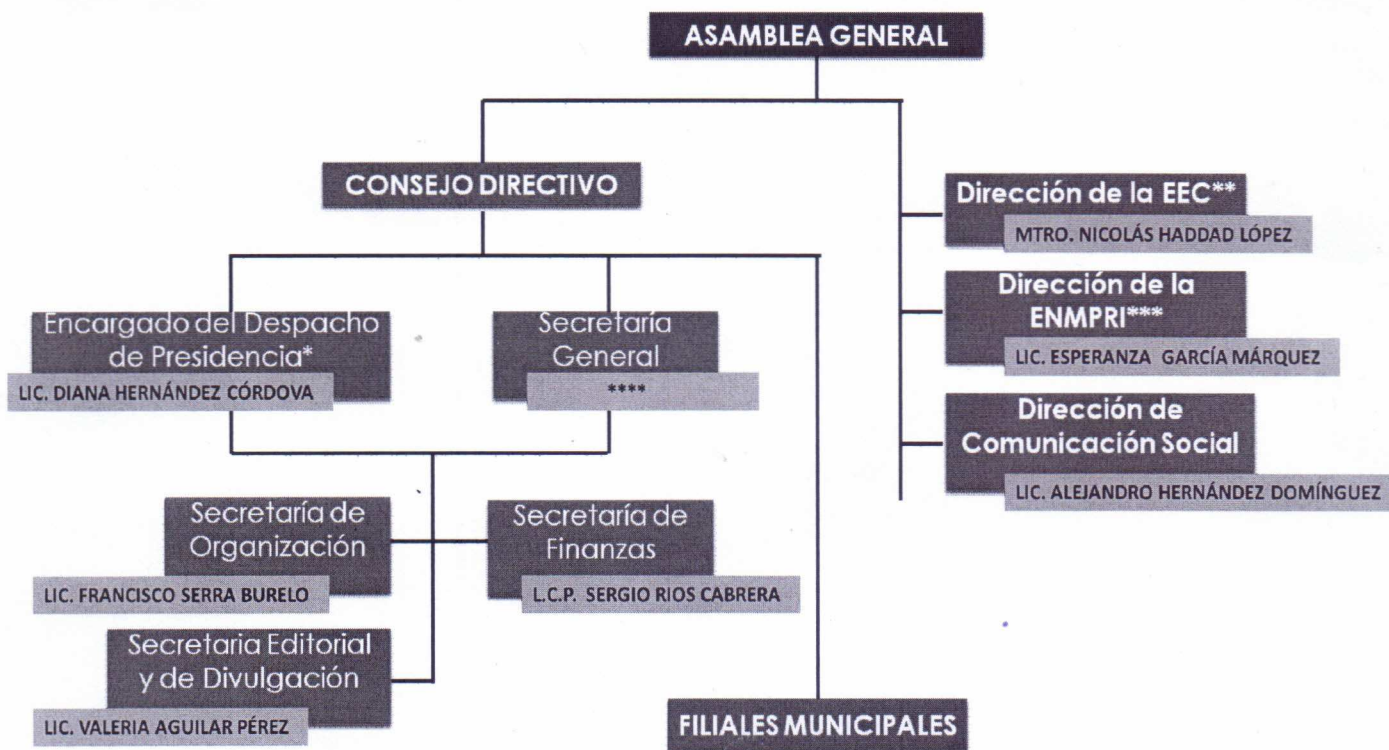 ASAMBLEA GENERAL
CONSEJO DIRECTIVO
Dirección de la EEC**
MTRO. NICOLÁS HADDAD LÓPEZ
Dirección de la
ENMPRI***
LIC. ESPERANZA GARCÍA MÁRQUEZ
Encargado del Despacho
de Presidencia*
LIC. DIANA HERNÁNDEZ CÓRDOVA
Secretaría
General
****
Dirección de
Comunicación Social
LIC. ALEJANDRO HERNÁNDEZ DOMÍNGUEZ
Secretaría de
Organización
LIC. FRANCISCO SERRA BURELO
Secretaría de
Finanzas
L.C.P. SERGIO RIOS CABRERA
Secretaria Editorial
y de Divulgación
LIC. VALERIA AGUILAR PÉREZ
FILIALES MUNICIPALES